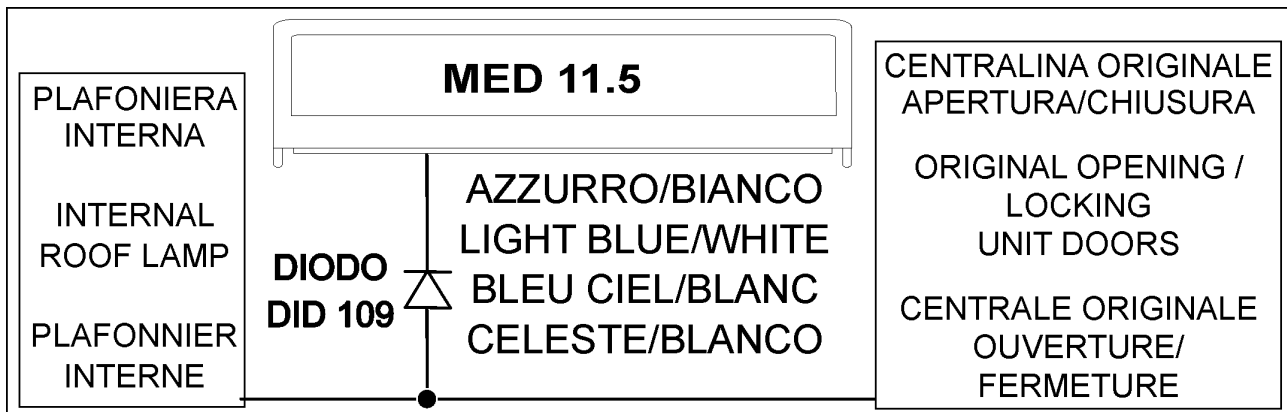 PLAFONIERA
INTERNA
INTERNAL
ROOF LAMP
PLAFONNIER
INTERNE
MED 11.5
AZZURRO/BIANCO
LIGHT BLUE/WHITE
BLEU CIEL/BLANC
CELESTE/BLANCO
DIODO
DID 109
CENTRALINA ORIGINALE
APERTURA/CHIUSURA
ORIGINAL OPENING /
LOCKING
UNIT DOORS
CENTRALE ORIGINALE
OUVERTURE/
FERMETURE